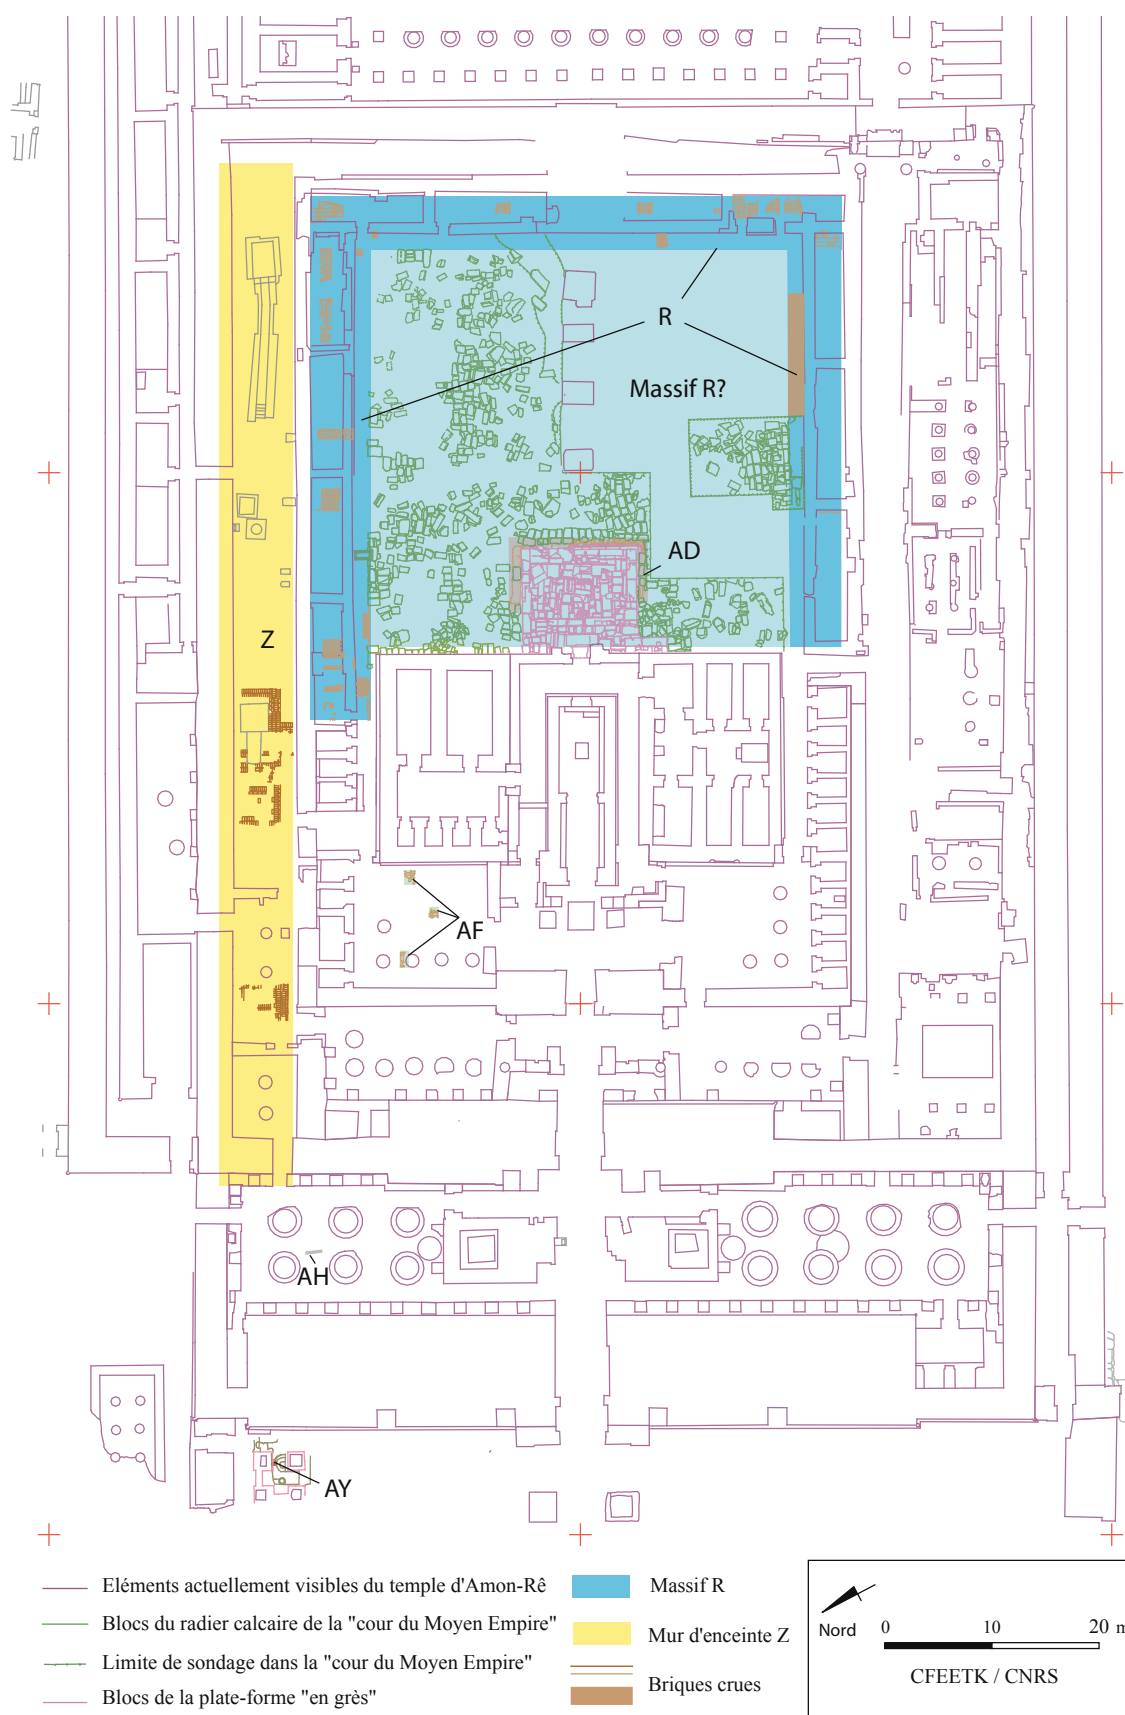 R
Massif R?
AD
Z
AF
AH
AY
Eléments actuellement visibles du temple d'Amon-Rê
Blocs du radier calcaire de la "cour du Moyen Empire"
Limite de sondage dans la "cour du Moyen Empire"
Blocs de la plate-forme "en grès"
Massif R
Mur d'enceinte Z
Briques crues
Nord
0 10 20 m
CFEETK / CNRS